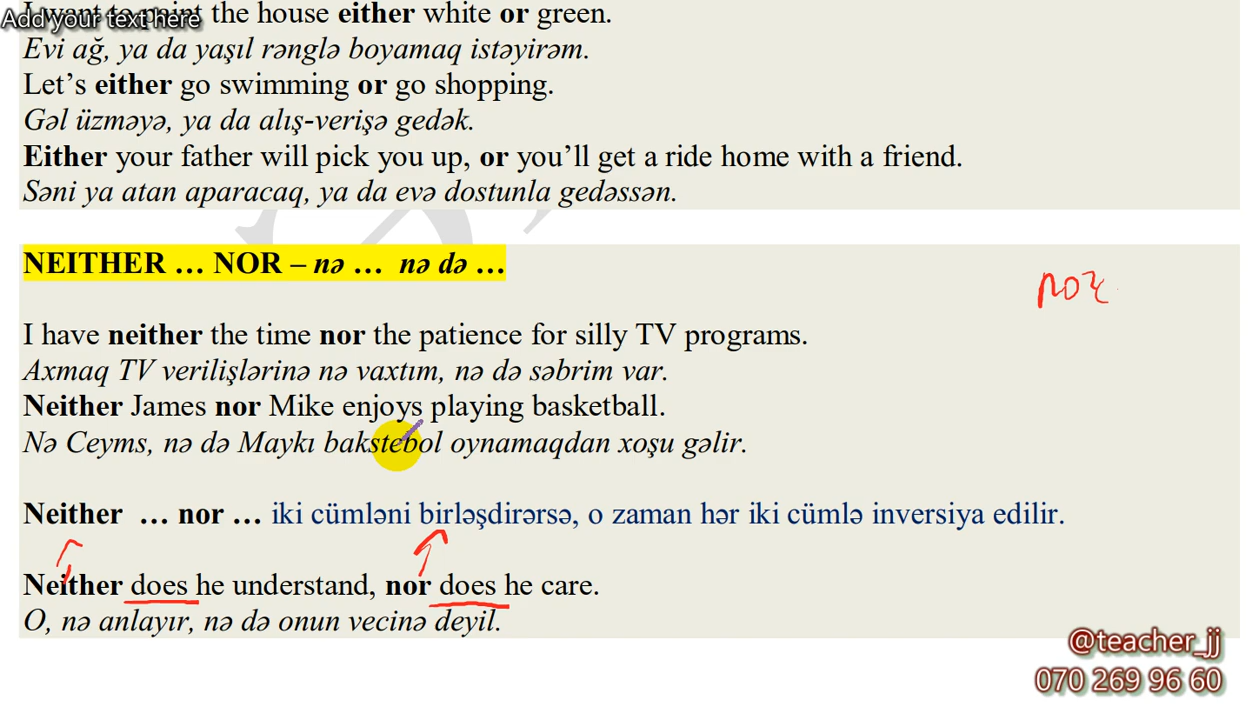 I want to paint the house either white or green.
Add your text here
Evi ağ, ya da yaşıl rənglə boyamaq istəyirəm.
Let’s either go swimming or go shopping.
Gəl üzməyə, ya da alış-verişə gedək.
Either your father will pick you up, or you’ll get a ride home with a friend.
Səni ya atan aparacaq, ya da evə dostunla gedəssən.
NEITHER … NOR – nə … nə də …
I have neither the time nor the patience for silly TV programs.
Axmaq TV verilişlərinə nə vaxtım, nə də səbrim var.
Neither James nor Mike enjoys playing basketball.
Nə Ceyms, nə də Maykı bakstebol oynamaqdan xoşu gəlir.
Neither … nor … iki cümləni birləşdirərsə, o zaman hər iki cümlə inversiya edilir.
Neither does he understand, nor does he care.
O, nə anlayır, nə də onun vecinə deyil.
@teacher_jj
070 269 96 60